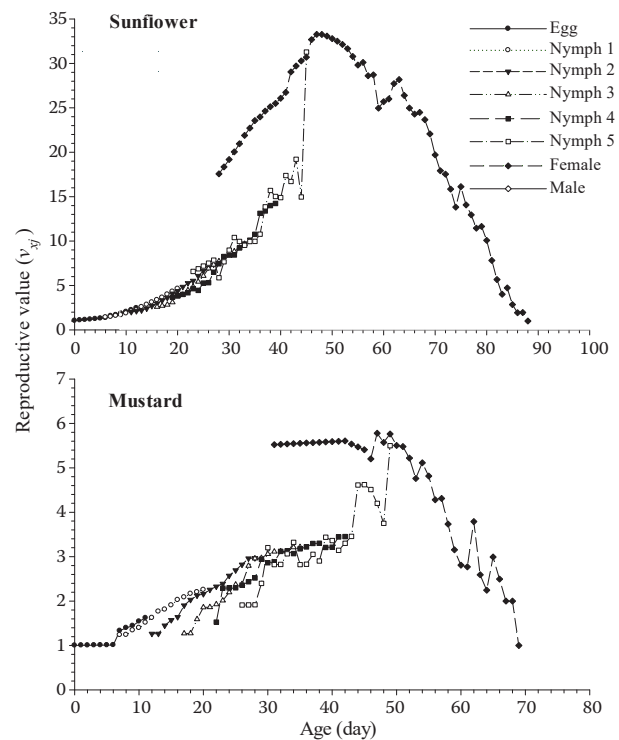 Sunflower
35
30
25
20
15
10
5
0
0 10 20 30 40 50 60 70 80 90 100
Egg
Nymph 1
Nymph 2
Nymph 3
Nymph 4
Nymph 5
Female
Male
Reproductive value (vxj)
Mustard
7
6
5
4
3
2
1
0
0 10 20 30 40 50 60 70 80
Age (day)